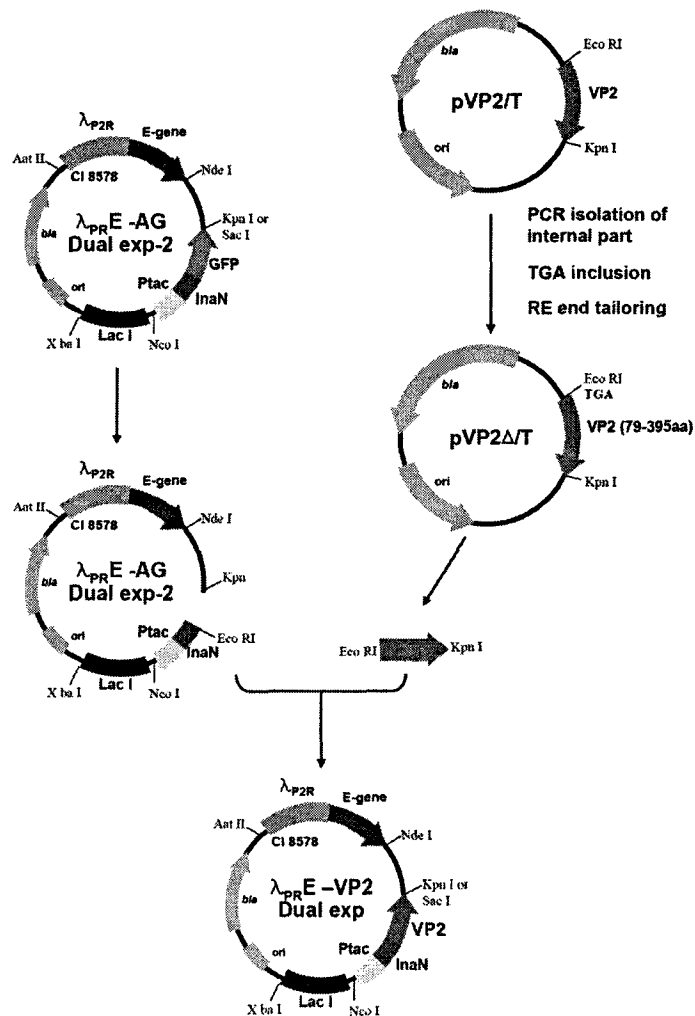 bla
Eco RI
VP2
pVP2/T
ori
Kpn I
PCR isolation of
internal part
TGA inclusion
RE end tailoring
bla
Eco RI
TGA
VP2 (79-395aa)
pVP2Δ/T
ori
Kpn I
Eco RI
Kpn I
λP2R
E-gene
Aat II
CI 8578
Nde I
λPRE -AG
Dual exp-2
Kpn I or
Sac I
bla
GFP
Ptac
InaN
ori
Lac I
X ba I
Nco I
λP2R
E-gene
Aat II
CI 8578
Nde I
λPRE -AG
Dual exp-2
Kpn
bla
Ptac
Eco RI
InaN
ori
Lac I
X ba I
Nco I
λP2R
E-gene
Aat II
CI 8578
Nde I
λPRE –VP2
Dual exp
Kpn I or
Sac I
bla
VP2
Ptac
InaN
ori
Lac I
X ba I
Nco I